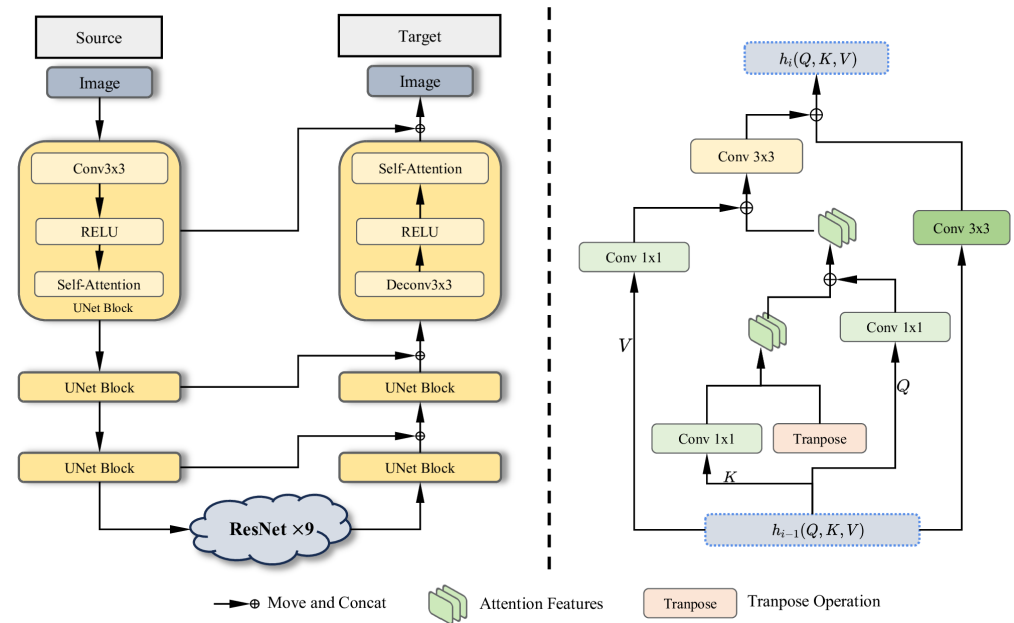 Source
Target
Image
Image
Conv3x3
RELU
Self-Attention
UNet Block
Self-Attention
RELU
Deconv3x3
UNet Block
UNet Block
UNet Block
UNet Block
ResNet ×9
$h_i(Q, K, V)$
Conv 3x3
Conv 3x3
Conv 1x1
Conv 1x1
V
Q
Conv 1x1
Tranpose
K
$h_{i-1}(Q, K, V)$
Move and Concat
Attention Features
Tranpose
Tranpose Operation